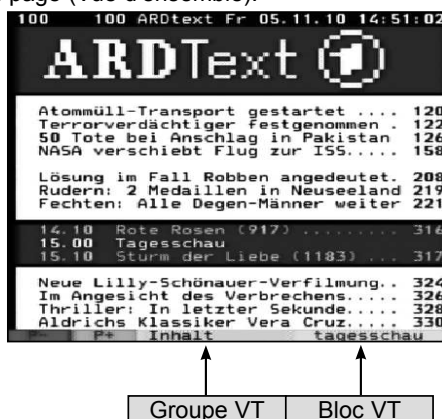 page (vue d'ensemble).
100 100 ARDtext Fr 05.11.10 14:51:02
ARDText 1
Atommüll-Transport gestartet .... 120
Terrorverdächtiger festgenommen . 122
50 Tote bei Anschlag in Pakistan 126
NASA verschiebt Flug zur ISS..... 158
Lösung im Fall Robben angedeutet. 208
Rudern: 2 Medaillen in Neuseeland 219
Fechten: Alle Degen-Männer weiter 221
14.10 Rote Rosen (917) ......... 316
15.00 Tagesschau
15.10 Sturm der Liebe (1183) ... 317
Neue Lilly-Schönauer-Verfilmung.. 324
Im Angesicht des Verbrechens.... 326
Thriller: In letzter Sekunde.... 328
Aldrichs Klassiker Vera Cruz.... 330
P- P+ Inhalt tagesschau
Groupe VT Bloc VT